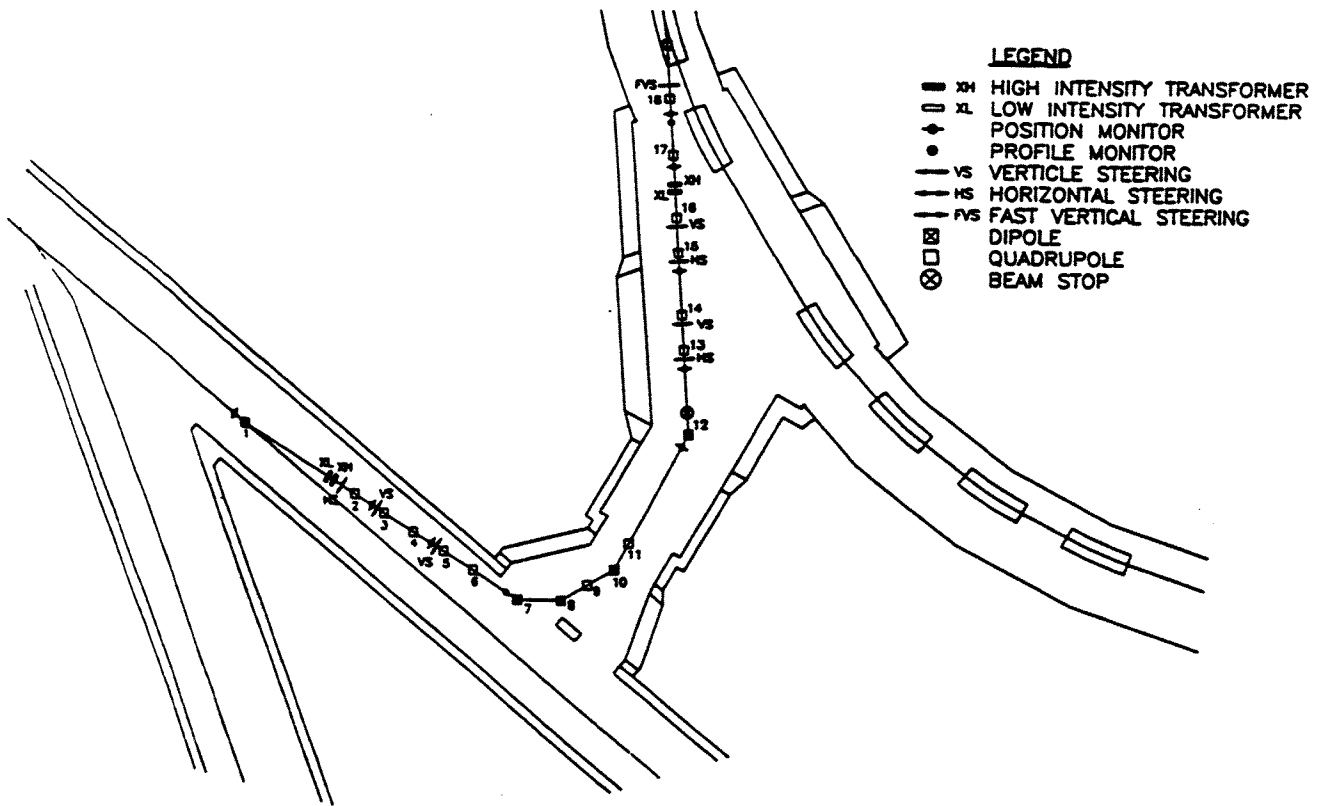 LEGEND
XH HIGH INTENSITY TRANSFORMER
XL LOW INTENSITY TRANSFORMER
POSITION MONITOR
PROFILE MONITOR
VS VERTICLE STEERING
HS HORIZONTAL STEERING
FVS FAST VERTICAL STEERING
DIPOLE
QUADRUPOLE
BEAM STOP
FVS
18
17
XH
XL
16
VS
15
HS
14
VS
13
HS
12
1
XL XH
HS
2
VS
3
4
VS
5
6
7
8
9
10
11